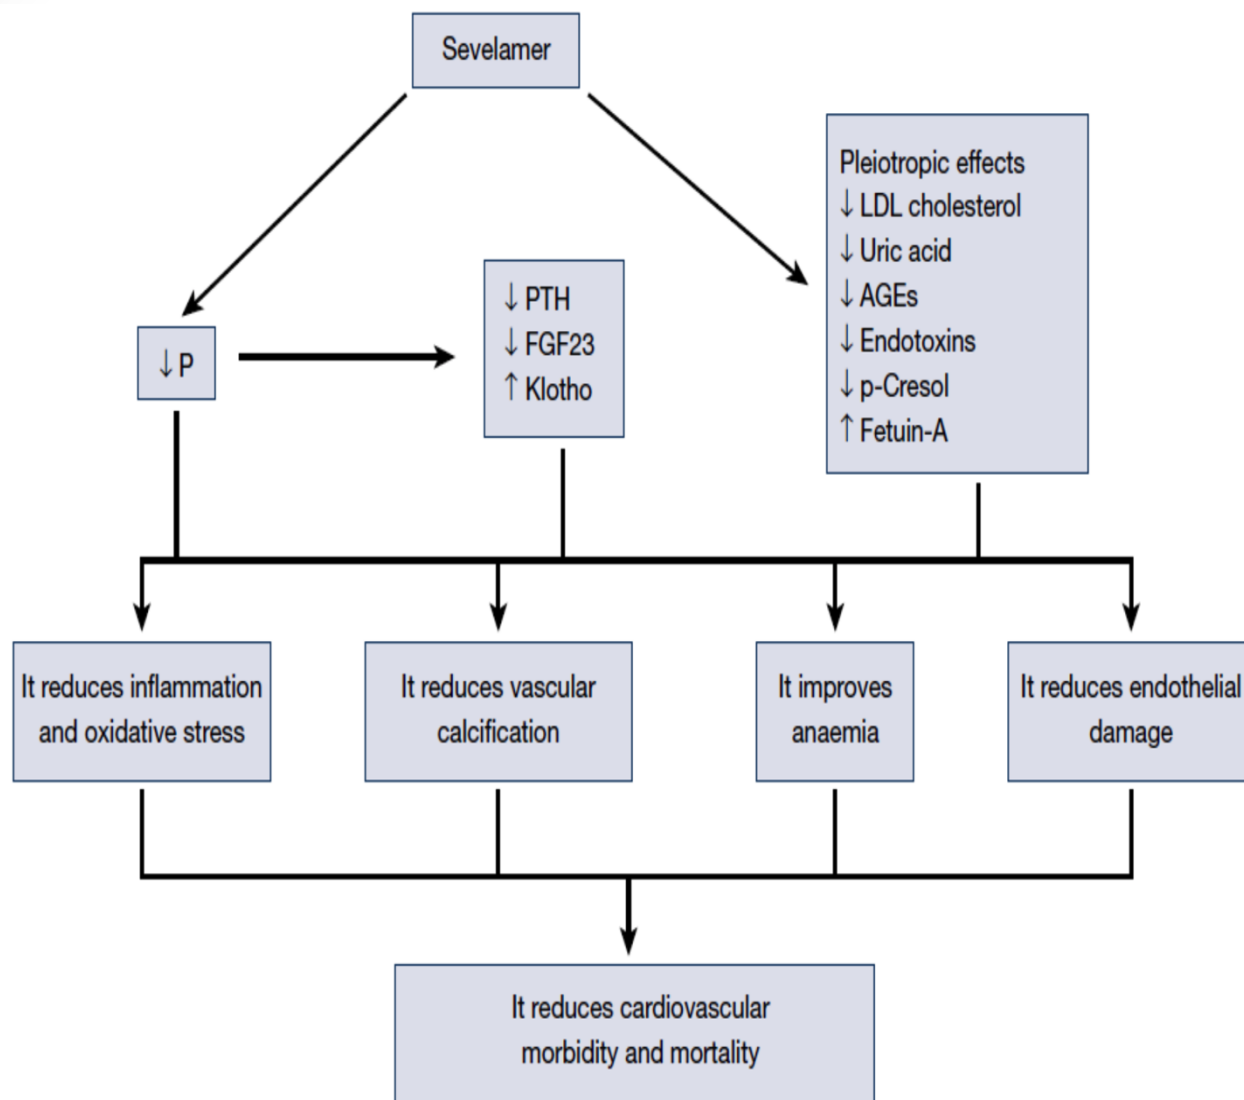 Sevelamer
Pleiotropic effects
↓ LDL cholesterol
↓ Uric acid
↓ AGEs
↓ Endotoxins
↓ p-Cresol
↑ Fetuin-A
↓ PTH
↓ FGF23
↑ Klotho
↓ P
It reduces inflammation
and oxidative stress
It reduces vascular
calcification
It improves
anaemia
It reduces endothelial
damage
It reduces cardiovascular
morbidity and mortality